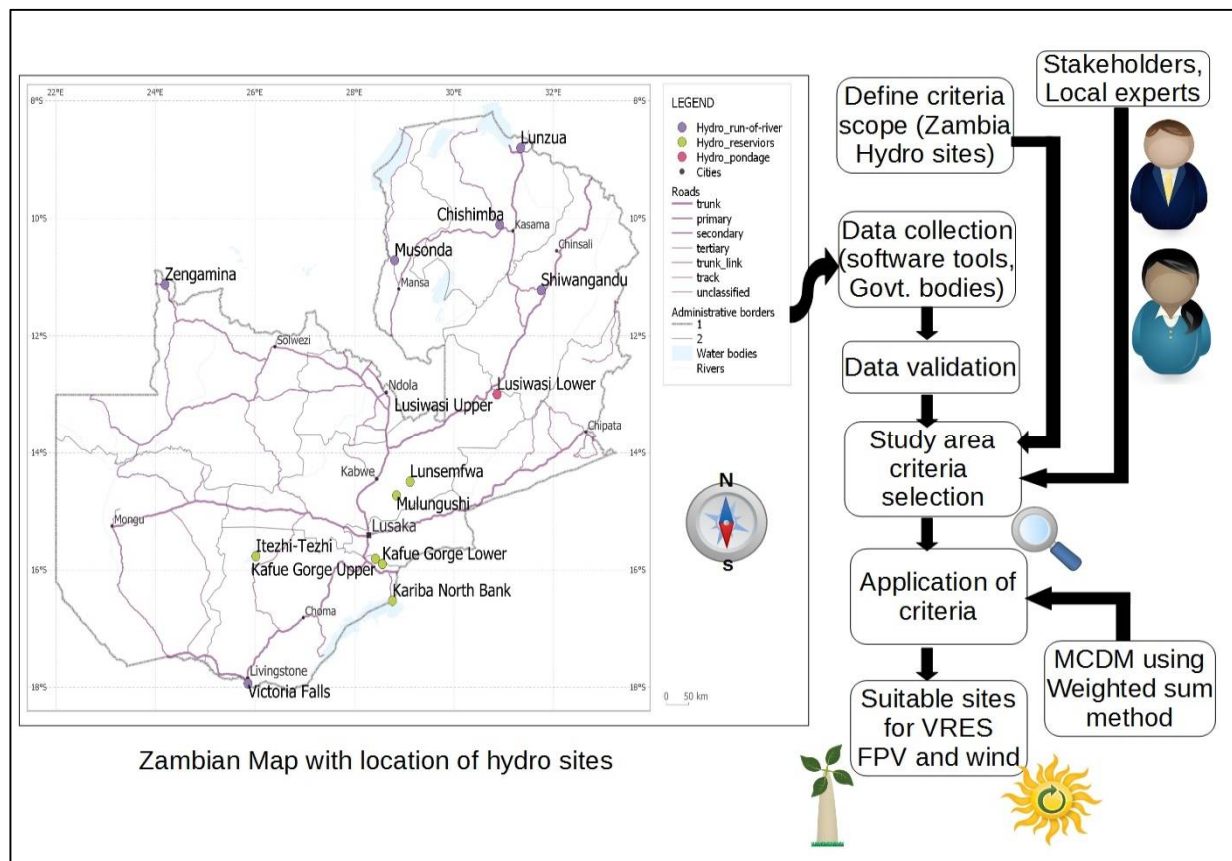 22°E
24°E
26°E
28°E
30°E
32°E
8°S
10°S
12°S
14°S
16°S
18°S
8°S
10°S
12°S
14°S
16°S
18°S
Lunzua
Chishimba
Kasama
Musonda
Mansa
Chinsali
Zengamina
Shiwangandu
Solwezi
Ndola
Lusiwasi Lower
Lusiwasi Upper
Chipata
Kabwe
Lunsemfwa
Mulungushi
Mongu
Lusaka
Itezhi-Tezhi
Kafue Gorge Lower
Kafue Gorge Upper
Kariba North Bank
Choma
Livingstone
Victoria Falls
LEGEND
Hydro_run-of-river
Hydro_reserviors
Hydro_pondage
Cities
Roads
trunk
primary
secondary
tertiary
trunk_link
track
unclassified
Administrative borders
1
2
Water bodies
Rivers
N
S
0 50 km
Zambian Map with location of hydro sites
Define criteria
scope (Zambia
Hydro sites)
Stakeholders,
Local experts
Data collection
(software tools,
Govt. bodies)
Data validation
Study area
criteria
selection
Application of
criteria
MCDM using
Weighted sum
method
Suitable sites
for VRES
FPV and wind